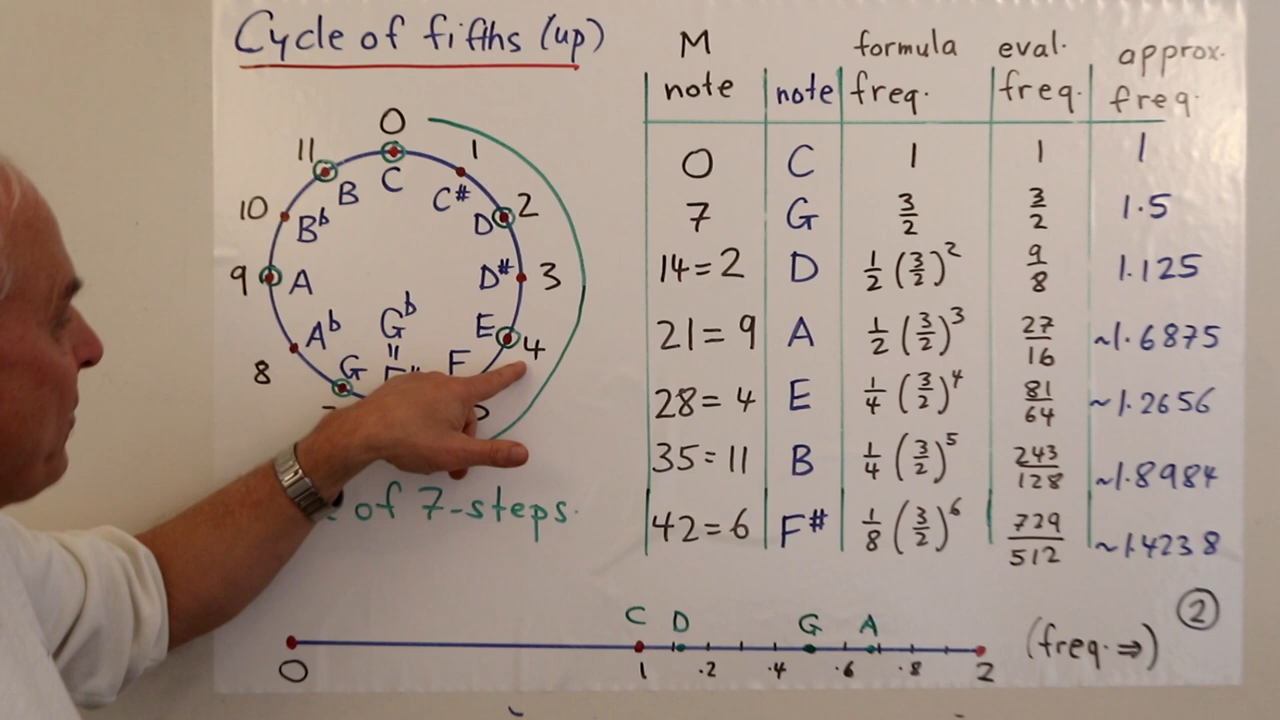 Cycle of fifths (up)
M note | note | formula freq. | eval. freq. | approx. freq.
0 | C | 1 | 1 | 1
7 | G | 3/2 | 3/2 | 1.5
14=2 | D | 1/2 (3/2)^2 | 9/8 | 1.125
21=9 | A | 1/2 (3/2)^3 | 27/16 | ~1.6875
28=4 | E | 1/4 (3/2)^4 | 81/64 | ~1.2656
35=11 | B | 1/4 (3/2)^5 | 243/128 | ~1.8984
42=6 | F# | 1/8 (3/2)^6 | 729/512 | ~1.4238
0 C
1 C#
2 D
3 D#
4 E
F
G♭
"
G
8 A♭
9 A
10 B♭
11 B
of 7-steps.
C D G A
0 1 .2 .4 .6 .8 2
(freq. ⇒)
2